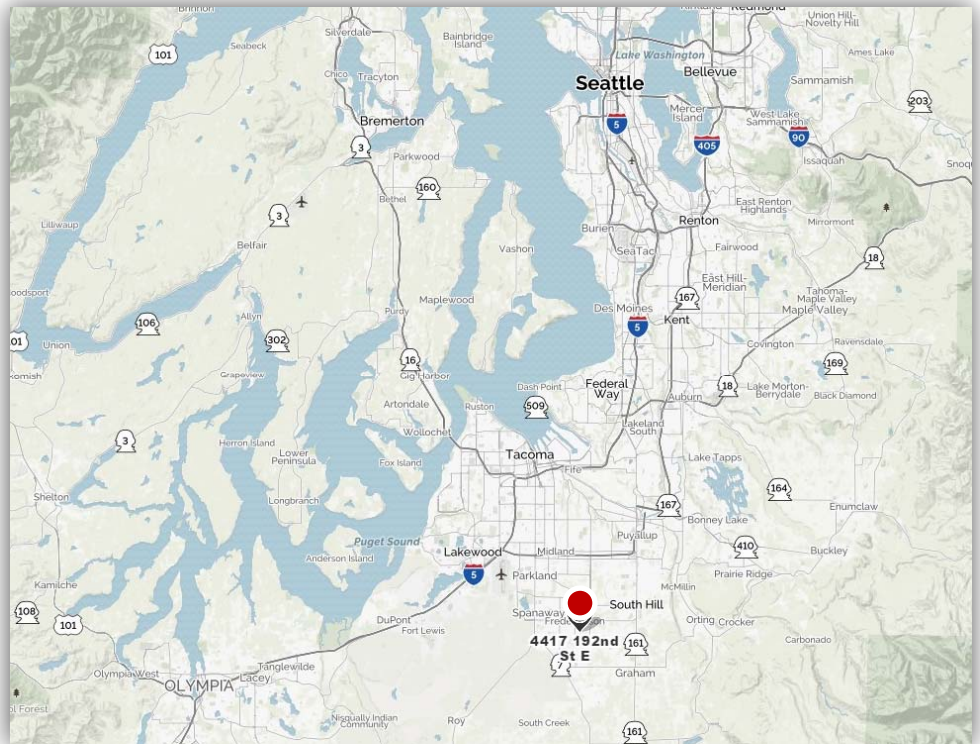 Brinnon
Kirkland
Redmond
Union Hill-
Novelty Hill
Silverdale
Bainbridge
Island
101
Seabeck
Lake Washington
Ames Lake
Chico
Tracyton
Seattle
Bellevue
Sammamish
203
Bremerton
5
Mercer
Island
West Lake
Sammamish
90
3
405
Parkwood
Issaquah
Snoq
160
Bethel
3
East Renton
Highlands
Renton
Mirrormont
Lilliwaup
Burien
Belfair
Vashon
SeaTac
Fairwood
18
East Hill-
Meridian
oodsport
Maplewood
167
Tahoma-
Maple Valley
Maple Valley
Allyn
Purdy
Des Moines
106
5
Kent
01
Union
302
Covington
Ravensdale
16
169
komish
Grapeview
Gig Harbor
Dash Point
Federal
Way
18
Lake Morton-
Berrydale
Black Diamond
Artondale
Ruston
509
Auburn
Wollochet
Lakeland
South
3
Herron Island
Lower
Peninsula
Fox Island
Tacoma
Fife
Lake Tapps
Shelton
Longbranch
164
167
Enumclaw
Bonney Lake
Puget Sound
Puyallup
410
Lakewood
Midland
Buckley
Anderson Island
5
Parkland
Prairie Ridge
Kamilche
McMillin
108
Spanaway
South Hill
101
DuPont
Frederickson
Orting
Crocker
Fort Lewis
4417 192nd
St E
161
Carbonado
Olympia West
Tanglewilde
7
Graham
OLYMPIA
Lacey
ol Forest
Nisqually Indian
Community
Roy
South Creek
161